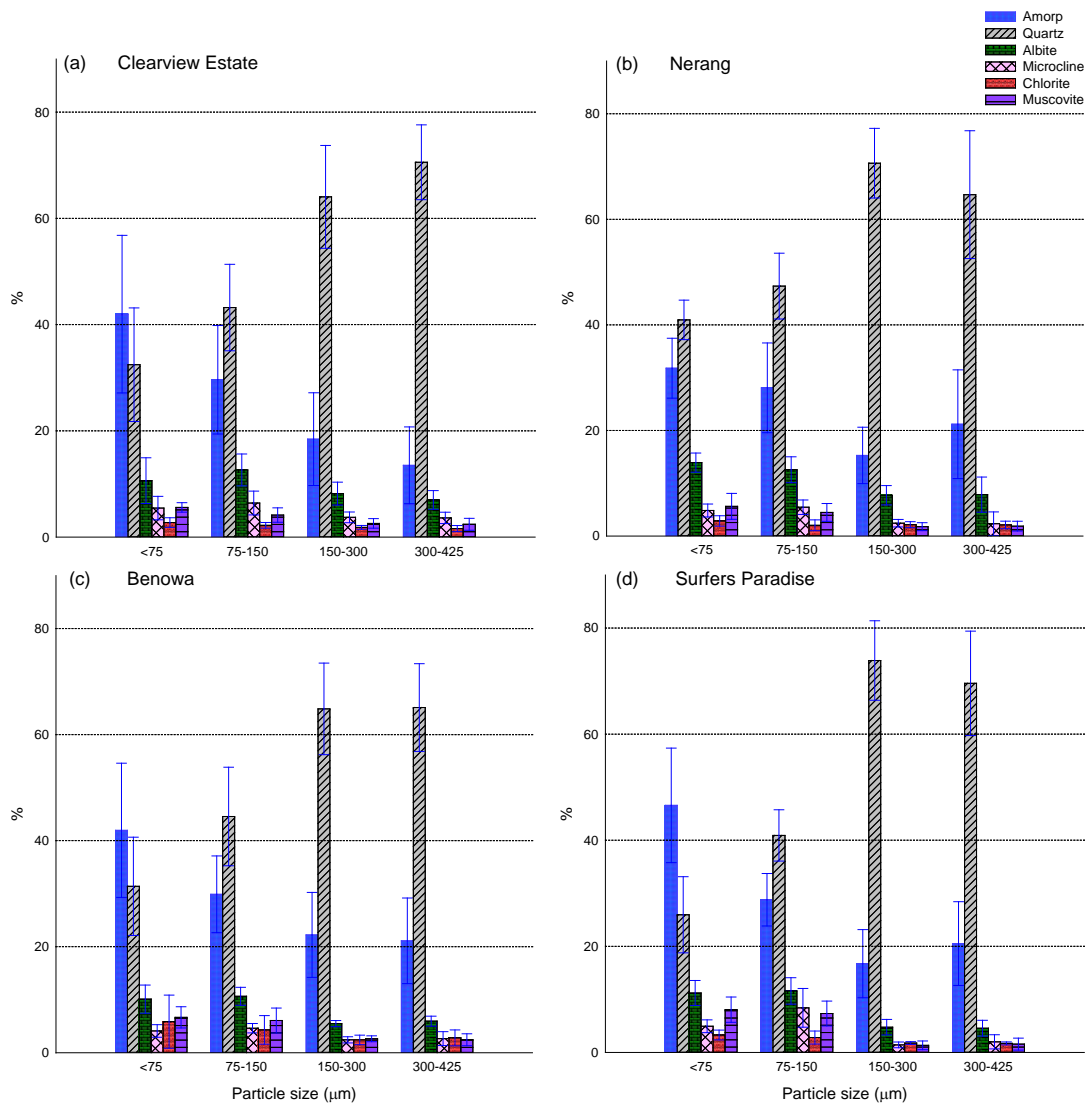 Amorp
Quartz
Albite
Microcline
Chlorite
Muscovite
(a) Clearview Estate
80
60
40
20
0
%
<75 75-150 150-300 300-425
(b) Nerang
80
60
40
20
0
%
<75 75-150 150-300 300-425
(c) Benowa
80
60
40
20
0
%
<75 75-150 150-300 300-425
Particle size (μm)
(d) Surfers Paradise
80
60
40
20
0
%
<75 75-150 150-300 300-425
Particle size (μm)